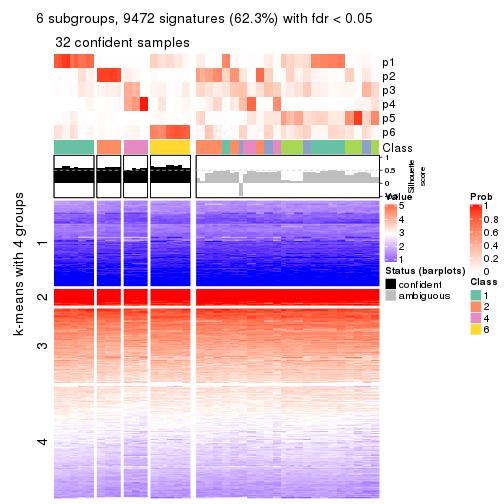 6 subgroups, 9472 signatures (62.3%) with fdr < 0.05
32 confident samples
p1
p2
p3
p4
p5
p6
Class
1
0.5
0
Silhouette
score
k-means with 4 groups
1
2
3
4
Value
5
4
3
2
1
Status (barplots)
confident
ambiguous
Prob
1
0.8
0.6
0.4
0.2
0
Class
1
2
4
6